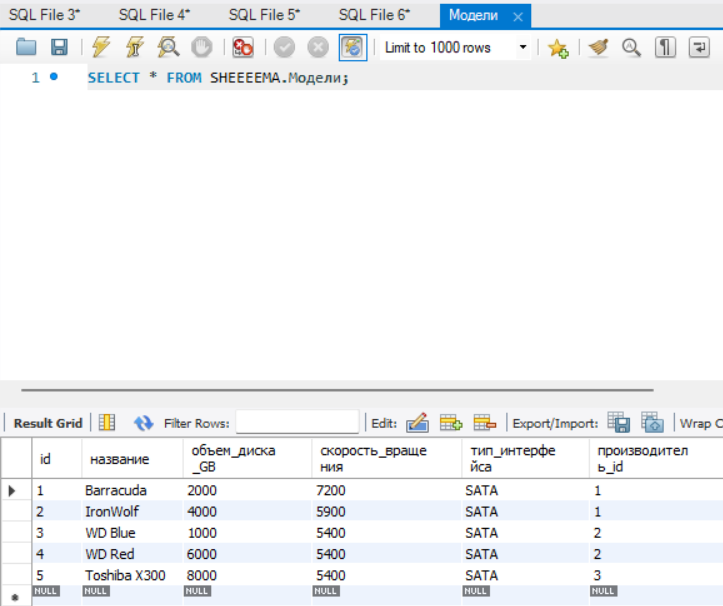 SQL File 3* SQL File 4* SQL File 5* SQL File 6* Модели
Limit to 1000 rows
1 SELECT * FROM SHEEEEMA.Модели;
Result Grid Filter Rows: Edit: Export/Import: Wrap C
id название объем_диска_GB скорость_вращения тип_интерфейса производитель_id
1 Barracuda 2000 7200 SATA 1
2 IronWolf 4000 5900 SATA 1
3 WD Blue 1000 5400 SATA 2
4 WD Red 6000 5400 SATA 2
5 Toshiba X300 8000 5400 SATA 3
NULL NULL NULL NULL NULL NULL